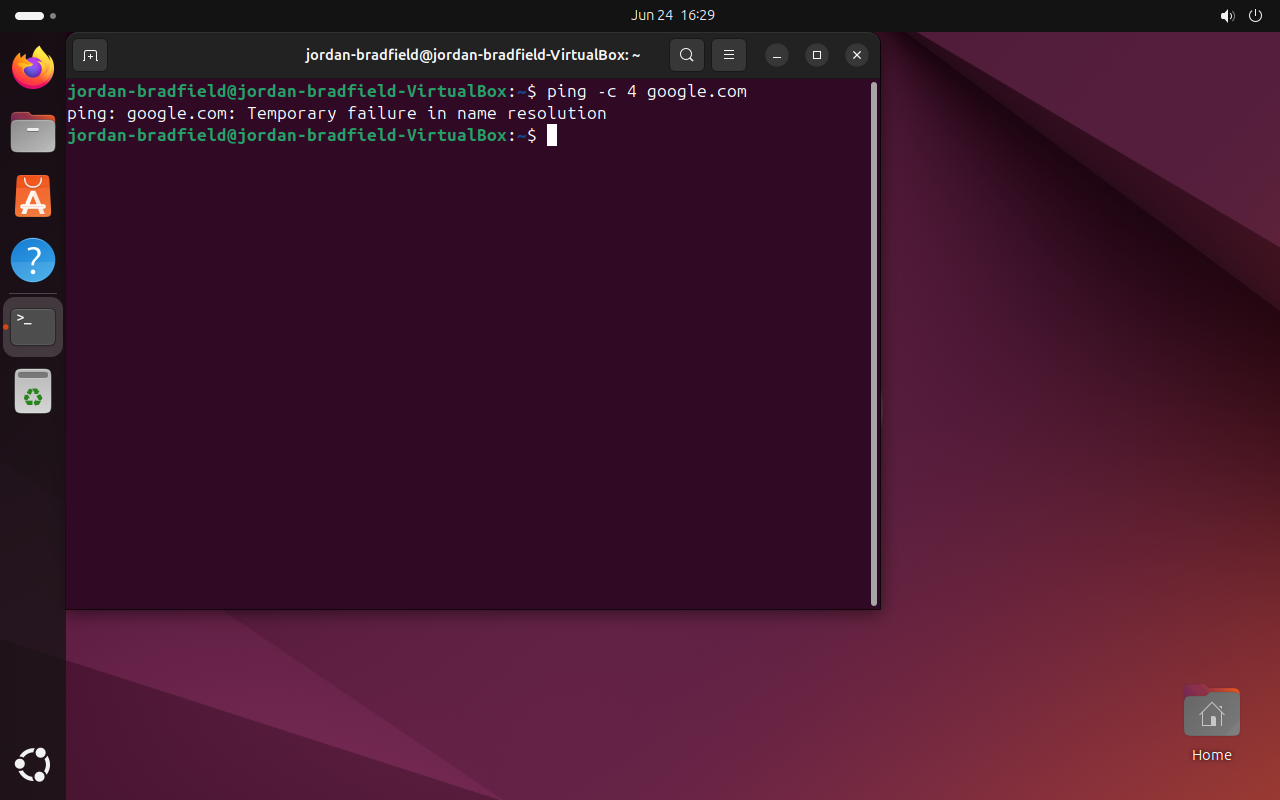 Jun 24 16:29
jordan-bradfield@jordan-bradfield-VirtualBox: ~
jordan-bradfield@jordan-bradfield-VirtualBox:~$ ping -c 4 google.com
ping: google.com: Temporary failure in name resolution
jordan-bradfield@jordan-bradfield-VirtualBox:~$
Home